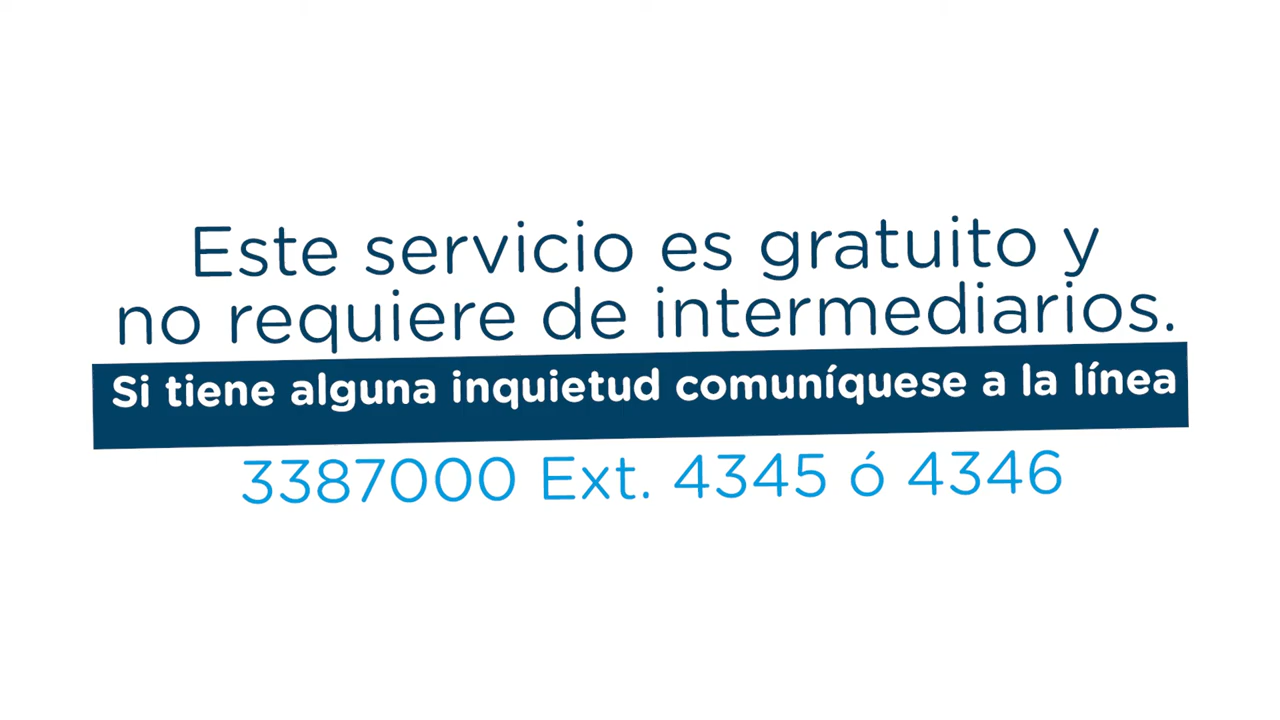 Este servicio es gratuito y
no requiere de intermediarios.
Si tiene alguna inquietud comuníquese a la línea
3387000 Ext. 4345 ó 4346